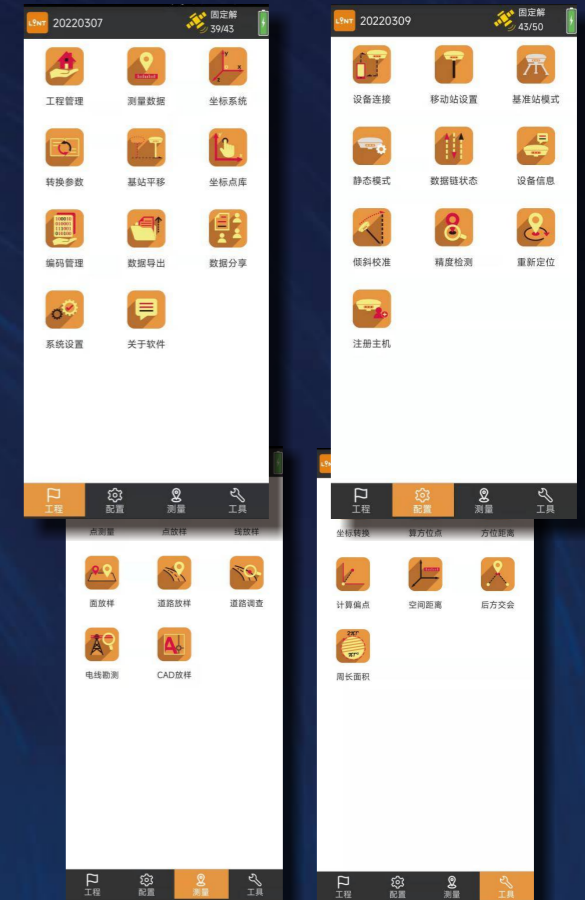 L9NT 20220307 固定解 39/43
工程管理 测量数据 坐标系统
转换参数 基站平移 坐标点库
编码管理 数据导出 数据分享
系统设置 关于软件
工程 配置 测量 工具
20220309 固定解 43/50
设备连接 移动站设置 基准站模式
静态模式 数据链状态 设备信息
倾斜校准 精度检测 重新定位
注册主机
工程 配置 测量 工具
点测量 点放样 线放样
面放样 道路放样 道路调查
电线勘测 CAD放样
工程 配置 测量 工具
坐标转换 算方位点 方位距离
计算偏点 空间距离 后方交会
周长面积
工程 配置 测量 工具